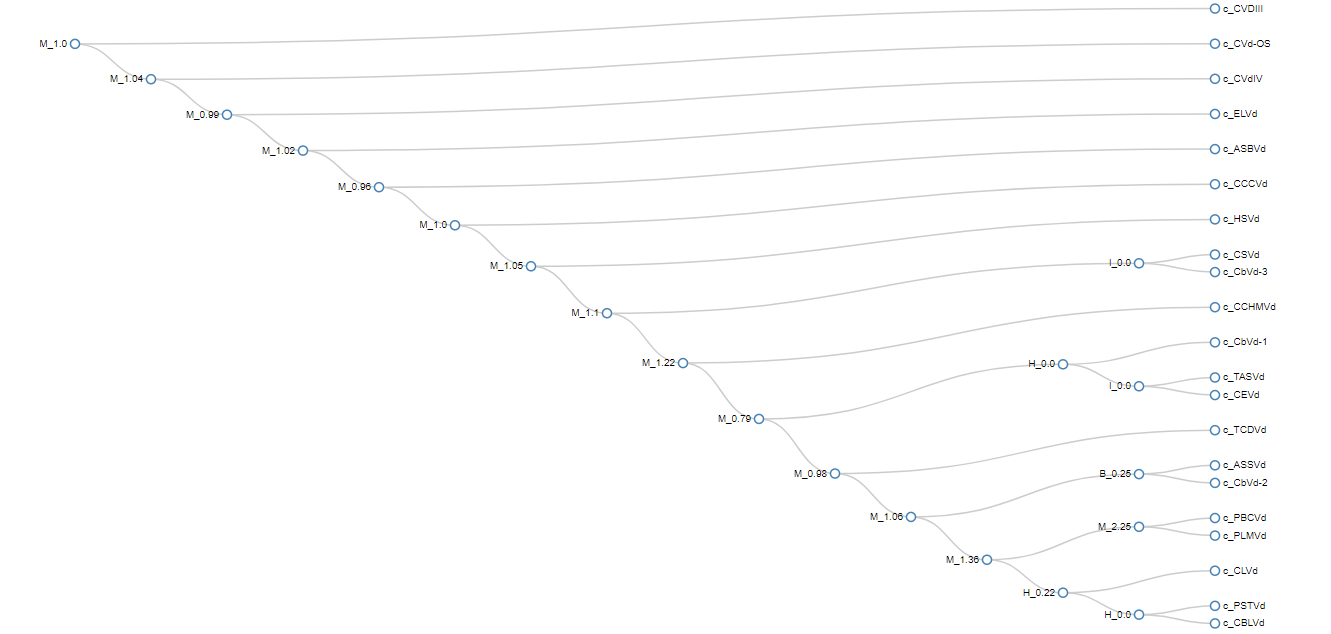 c_CVDIII
M_1.0
c_CVd-OS
M_1.04
c_CVdIV
M_0.99
c_ELVd
M_1.02
c_ASBVd
M_0.96
c_CCCVd
M_1.0
c_HSVd
M_1.05
c_CSVd
I_0.0
c_CbVd-3
M_1.1
c_CCHMVd
c_CbVd-1
M_1.22
H_0.0
c_TASVd
I_0.0
c_CEVd
M_0.79
c_TCDVd
c_ASSVd
M_0.98
B_0.25
c_CbVd-2
M_1.06
c_PBCVd
M_2.25
c_PLMVd
M_1.36
c_CLVd
H_0.22
c_PSTVd
H_0.0
c_CBLVd